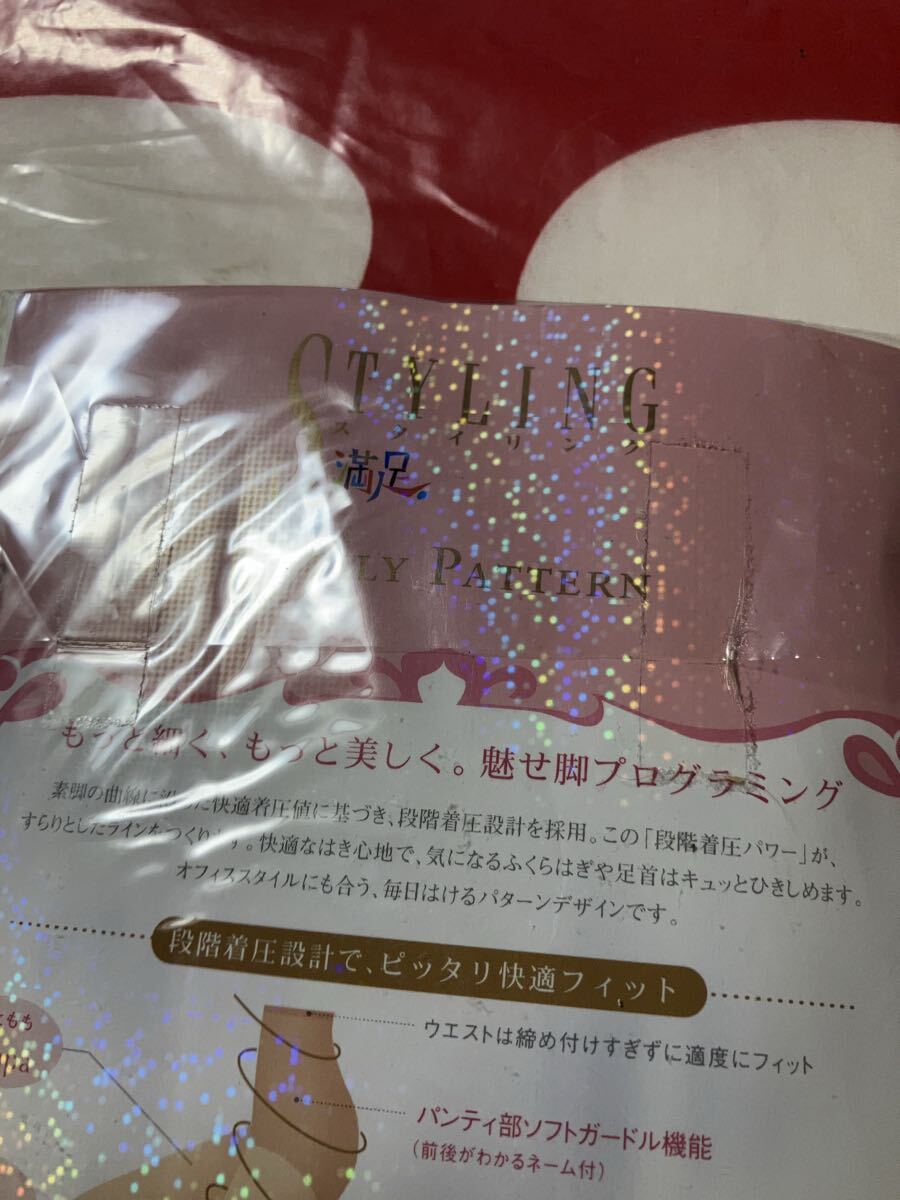 STYLING
スタイリング
満足。
LY PATTERN
もっと細く、もっと美しく。魅せ脚プログラミング
素脚の曲線に沿った快適着圧値に基づき、段階着圧設計を採用。この「段階着圧パワー」が、
すらりとしたラインをつくります。快適なはき心地で、気になるふくらはぎや足首はキュッとひきしめます。
オフィススタイルにも合う、毎日はけるパターンデザインです。
段階着圧設計で、ピッタリ快適フィット
ウエストは締め付けすぎずに適度にフィット
ともも
hPa
パンティ部ソフトガードル機能
(前後がわかるネーム付)